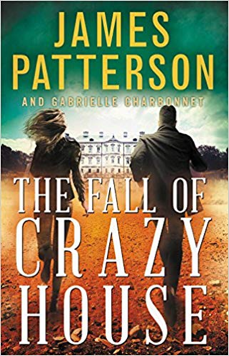 JAMES
PATTERSON
AND GABRIELLE CHARBONNET
THE FALL OF
CRAZY
HOUSE